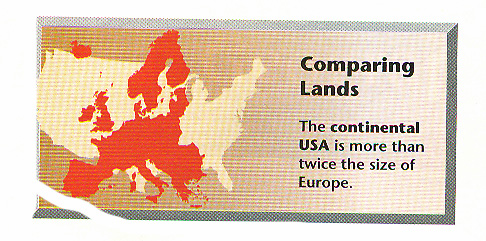 Comparing
Lands
The continental
USA is more than
twice the size of
Europe.